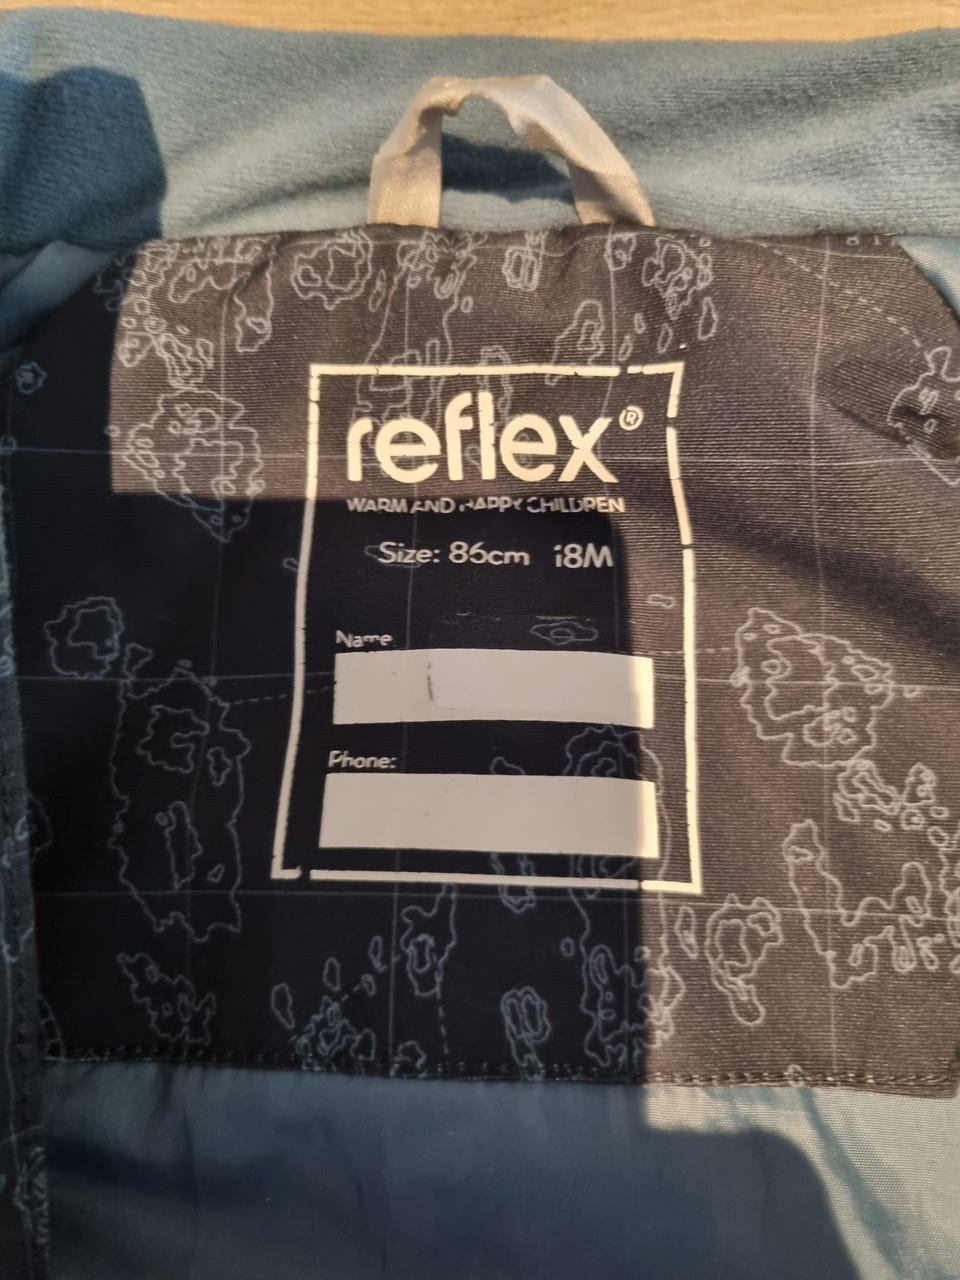 reflex®
WARM AND HAPPY CHILDREN
Size: 86cm 18M
Name
Phone: